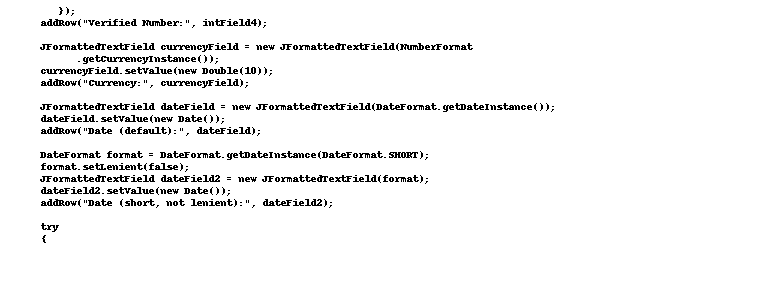 });
addRow("Verified Number:", intField4);
JFormattedTextField currencyField = new JFormattedTextField(NumberFormat
.getCurrencyInstance());
currencyField.setValue(new Double(10));
addRow("Currency:", currencyField);
JFormattedTextField dateField = new JFormattedTextField(DateFormat.getDateInstance());
dateField.setValue(new Date());
addRow("Date (default):", dateField);
DateFormat format = DateFormat.getDateInstance(DateFormat.SHORT);
format.setLenient(false);
JFormattedTextField dateField2 = new JFormattedTextField(format);
dateField2.setValue(new Date());
addRow("Date (short, not lenient):", dateField2);
try
{